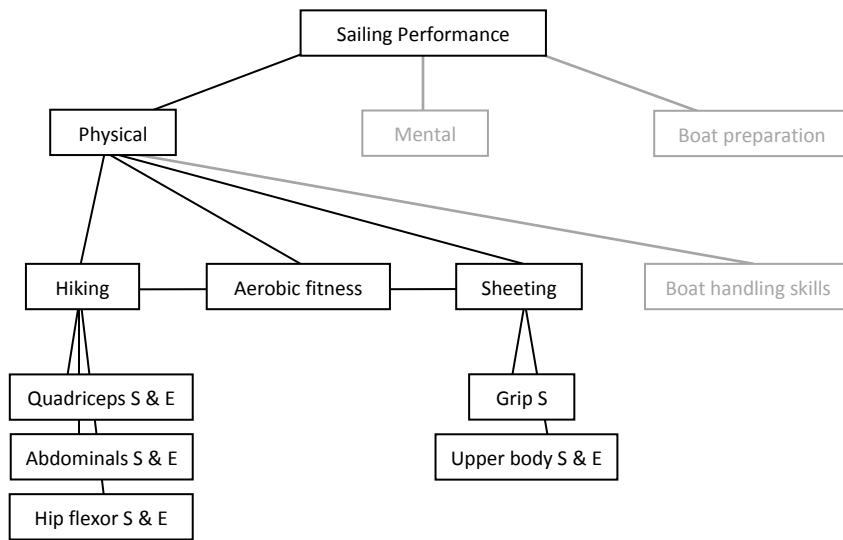 Sailing Performance
Physical
Mental
Boat preparation
Hiking
Aerobic fitness
Sheeting
Boat handling skills
Quadriceps S & E
Grip S
Abdominals S & E
Upper body S & E
Hip flexor S & E